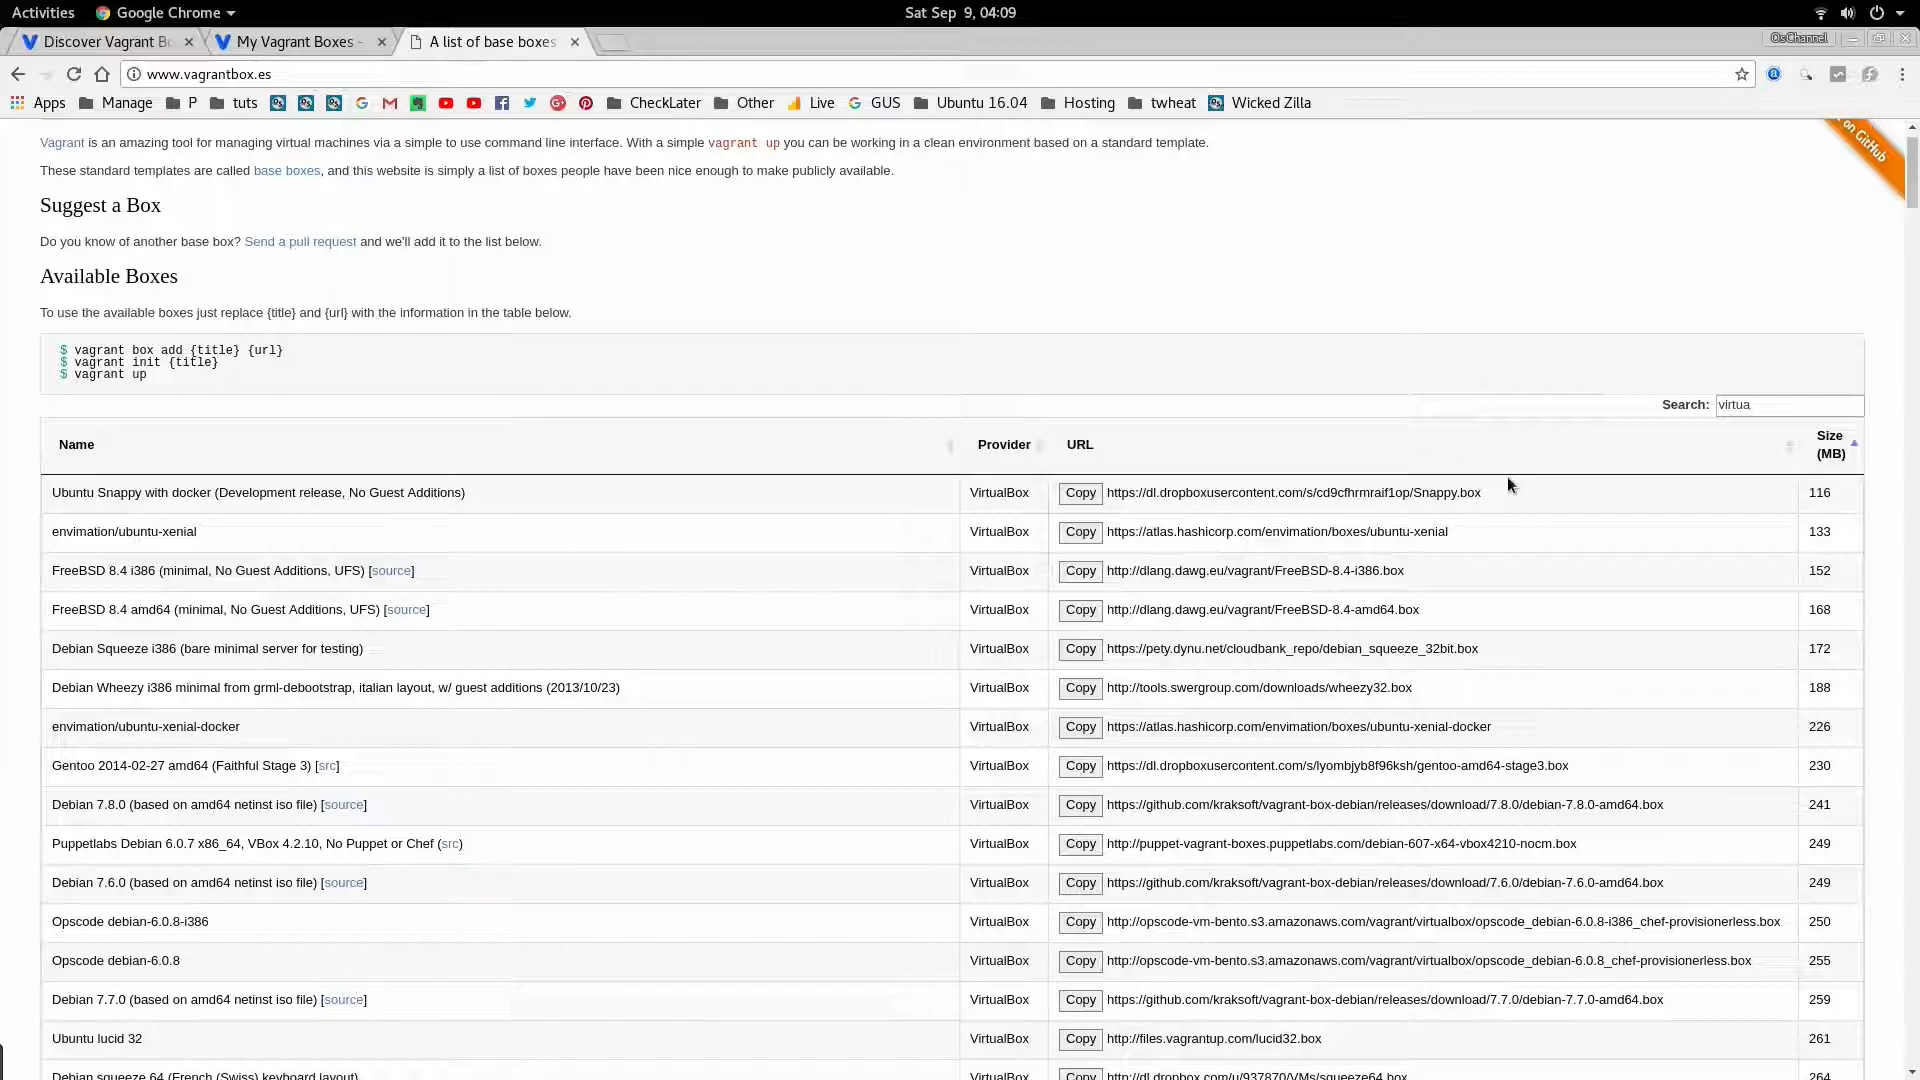 Activities Google Chrome Sat Sep 9, 04:09
Discover Vagrant Bo My Vagrant Boxes - A list of base boxes OsChannel
www.vagrantbox.es
Apps Manage P tuts CheckLater Other Live GUS Ubuntu 16.04 Hosting twheat Wicked Zilla
Vagrant is an amazing tool for managing virtual machines via a simple to use command line interface. With a simple vagrant up you can be working in a clean environment based on a standard template.
on GitHub
These standard templates are called base boxes, and this website is simply a list of boxes people have been nice enough to make publicly available.
Suggest a Box
Do you know of another base box? Send a pull request and we'll add it to the list below.
Available Boxes
To use the available boxes just replace {title} and {url} with the information in the table below.
$ vagrant box add {title} {url}
$ vagrant init {title}
$ vagrant up
Search: virtua
Name Provider URL Size (MB)
Ubuntu Snappy with docker (Development release, No Guest Additions) VirtualBox Copy https://dl.dropboxusercontent.com/s/cd9cfhrmraif1op/Snappy.box 116
envimation/ubuntu-xenial VirtualBox Copy https://atlas.hashicorp.com/envimation/boxes/ubuntu-xenial 133
FreeBSD 8.4 i386 (minimal, No Guest Additions, UFS) [source] VirtualBox Copy http://dlang.dawg.eu/vagrant/FreeBSD-8.4-i386.box 152
FreeBSD 8.4 amd64 (minimal, No Guest Additions, UFS) [source] VirtualBox Copy http://dlang.dawg.eu/vagrant/FreeBSD-8.4-amd64.box 168
Debian Squeeze i386 (bare minimal server for testing) VirtualBox Copy https://pety.dynu.net/cloudbank_repo/debian_squeeze_32bit.box 172
Debian Wheezy i386 minimal from grml-debootstrap, italian layout, w/ guest additions (2013/10/23) VirtualBox Copy http://tools.swergroup.com/downloads/wheezy32.box 188
envimation/ubuntu-xenial-docker VirtualBox Copy https://atlas.hashicorp.com/envimation/boxes/ubuntu-xenial-docker 226
Gentoo 2014-02-27 amd64 (Faithful Stage 3) [src] VirtualBox Copy https://dl.dropboxusercontent.com/s/lyombjyb8f96ksh/gentoo-amd64-stage3.box 230
Debian 7.8.0 (based on amd64 netinst iso file) [source] VirtualBox Copy https://github.com/kraksoft/vagrant-box-debian/releases/download/7.8.0/debian-7.8.0-amd64.box 241
Puppetlabs Debian 6.0.7 x86_64, VBox 4.2.10, No Puppet or Chef (src) VirtualBox Copy http://puppet-vagrant-boxes.puppetlabs.com/debian-607-x64-vbox4210-nocm.box 249
Debian 7.6.0 (based on amd64 netinst iso file) [source] VirtualBox Copy https://github.com/kraksoft/vagrant-box-debian/releases/download/7.6.0/debian-7.6.0-amd64.box 249
Opscode debian-6.0.8-i386 VirtualBox Copy http://opscode-vm-bento.s3.amazonaws.com/vagrant/virtualbox/opscode_debian-6.0.8-i386_chef-provisionerless.box 250
Opscode debian-6.0.8 VirtualBox Copy http://opscode-vm-bento.s3.amazonaws.com/vagrant/virtualbox/opscode_debian-6.0.8_chef-provisionerless.box 255
Debian 7.7.0 (based on amd64 netinst iso file) [source] VirtualBox Copy https://github.com/kraksoft/vagrant-box-debian/releases/download/7.7.0/debian-7.7.0-amd64.box 259
Ubuntu lucid 32 VirtualBox Copy http://files.vagrantup.com/lucid32.box 261
Debian squeeze 64 (French (Swiss) keyboard layout) VirtualBox Copy http://dl.dropbox.com/u/937870/VMs/squeeze64.box 264